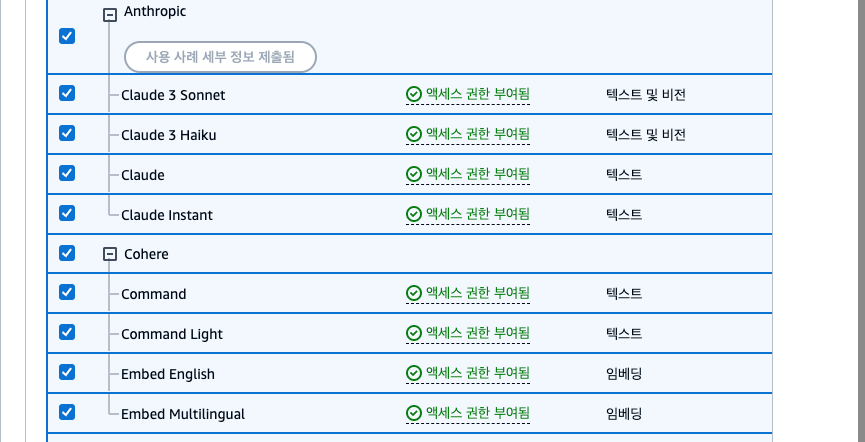 Anthropic
사용 사례 세부 정보 제출됨
Claude 3 Sonnet 액세스 권한 부여됨 텍스트 및 비전
Claude 3 Haiku 액세스 권한 부여됨 텍스트 및 비전
Claude 액세스 권한 부여됨 텍스트
Claude Instant 액세스 권한 부여됨 텍스트
Cohere
Command 액세스 권한 부여됨 텍스트
Command Light 액세스 권한 부여됨 텍스트
Embed English 액세스 권한 부여됨 임베딩
Embed Multilingual 액세스 권한 부여됨 임베딩